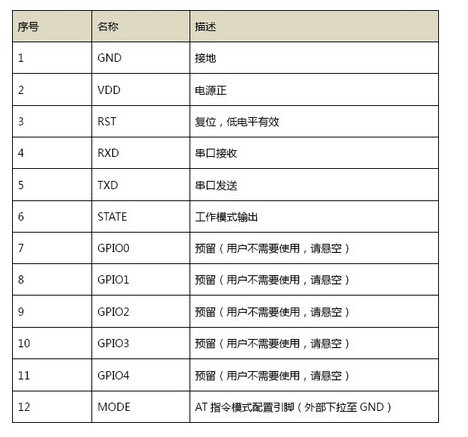 序号 名称 描述
1 GND 接地
2 VDD 电源正
3 RST 复位，低电平有效
4 RXD 串口接收
5 TXD 串口发送
6 STATE 工作模式输出
7 GPIO0 预留（用户不需要使用，请悬空）
8 GPIO1 预留（用户不需要使用，请悬空）
9 GPIO2 预留（用户不需要使用，请悬空）
10 GPIO3 预留（用户不需要使用，请悬空）
11 GPIO4 预留（用户不需要使用，请悬空）
12 MODE AT 指令模式配置引脚（外部下拉至 GND）